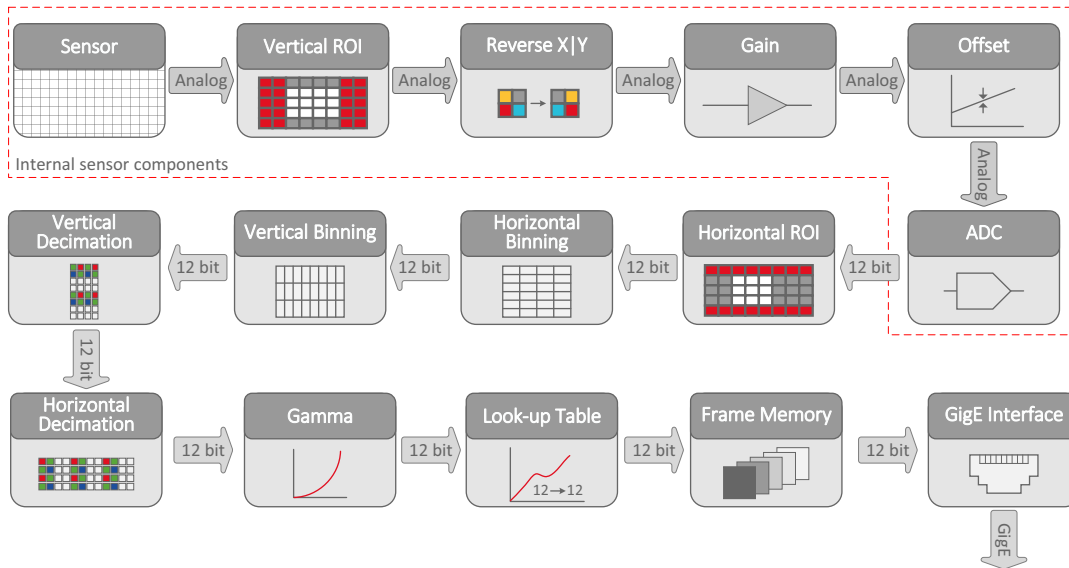 Sensor
Analog
Vertical ROI
Analog
Reverse X|Y
Analog
Gain
Analog
Offset
Internal sensor components
Analog
ADC
12 bit
Horizontal ROI
12 bit
Horizontal
Binning
12 bit
Vertical Binning
12 bit
Vertical
Decimation
12 bit
Horizontal
Decimation
12 bit
Gamma
12 bit
Look-up Table
12→12
12 bit
Frame Memory
12 bit
GigE Interface
GigE